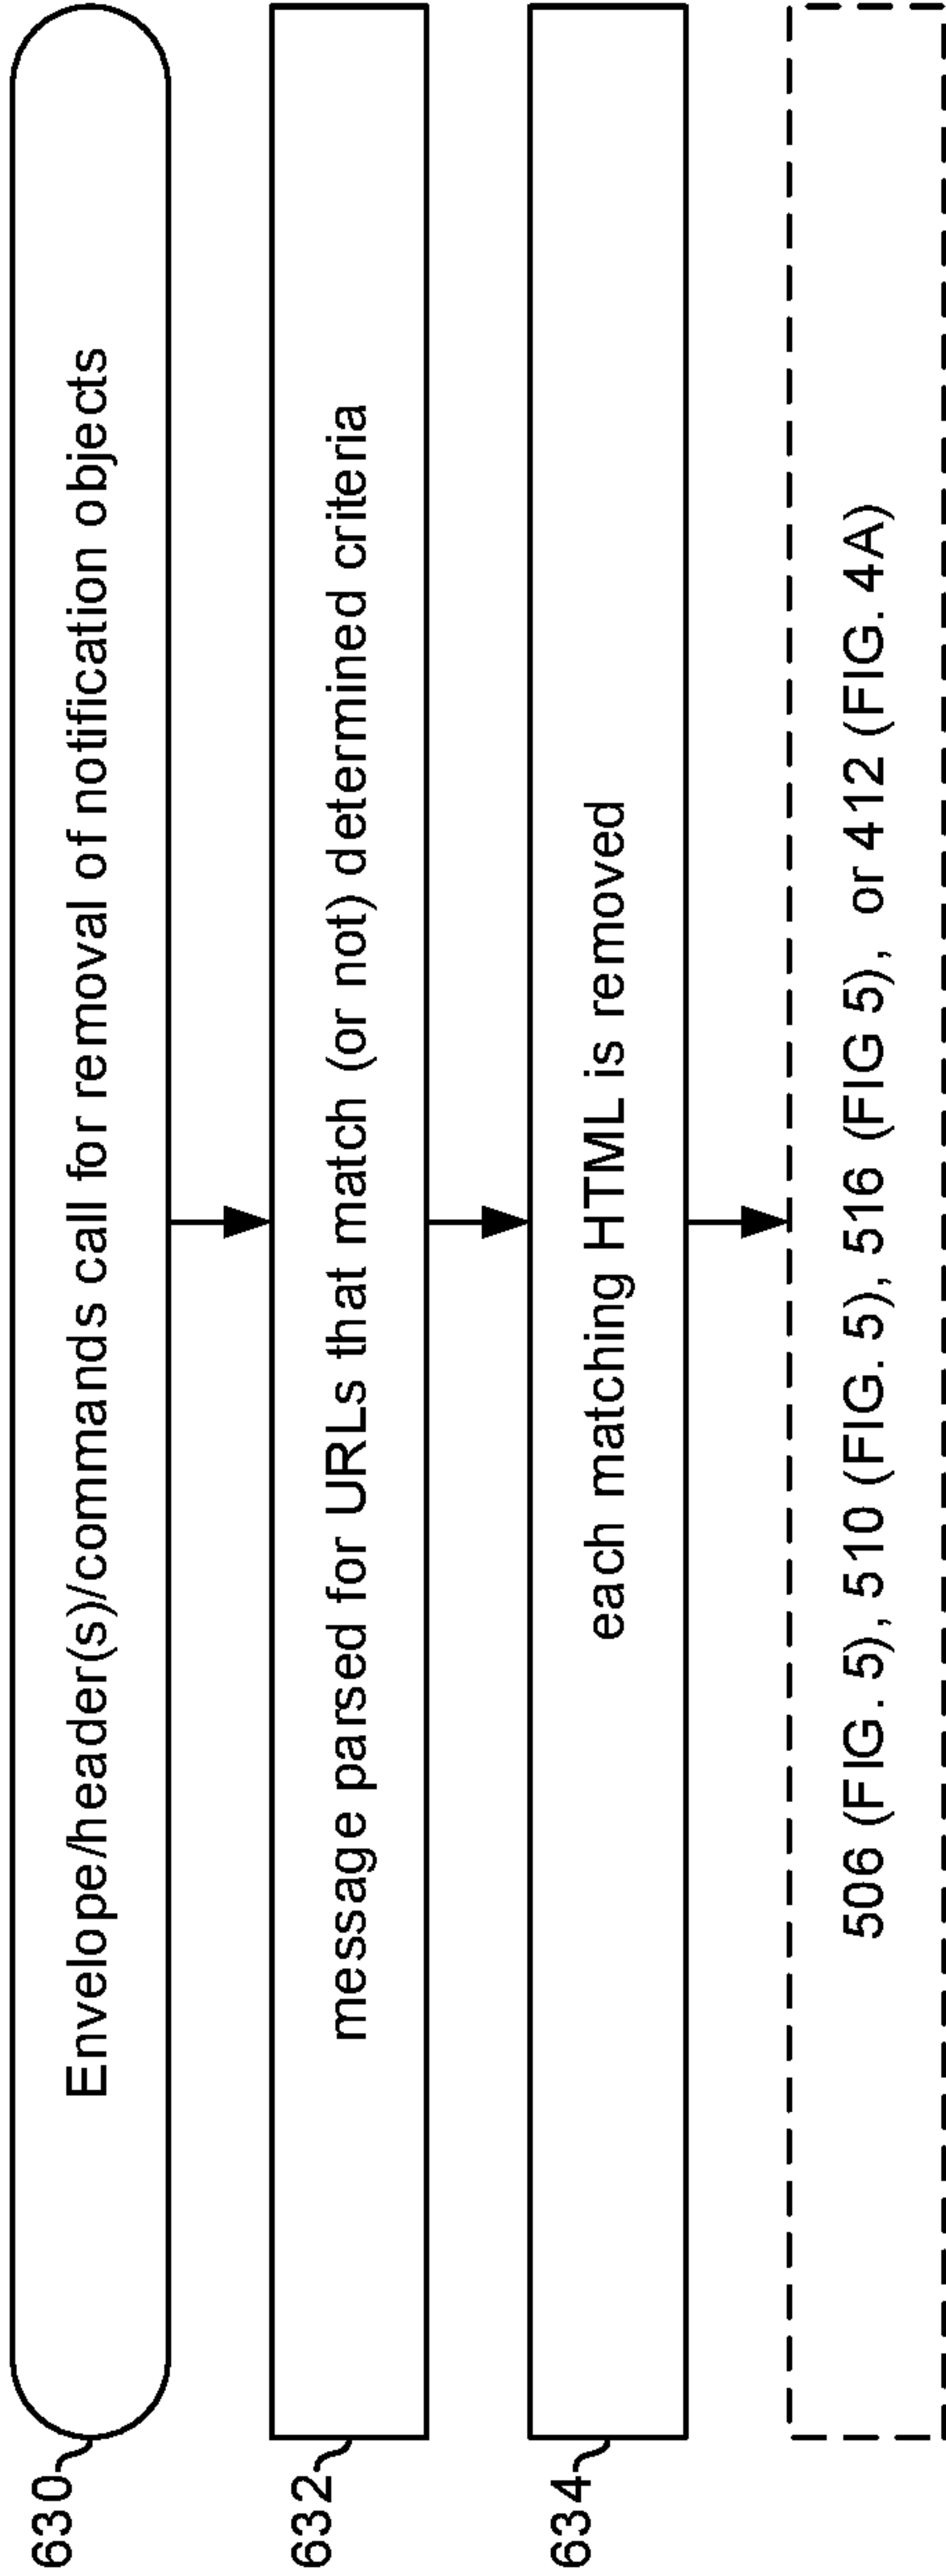 630
Envelope/header(s)/commands call for removal of notification objects
632
message parsed for URLs that match (or not) determined criteria
634
each matching HTML is removed
506 (FIG. 5), 510 (FIG. 5), 516 (FIG 5), or 412 (FIG. 4A)